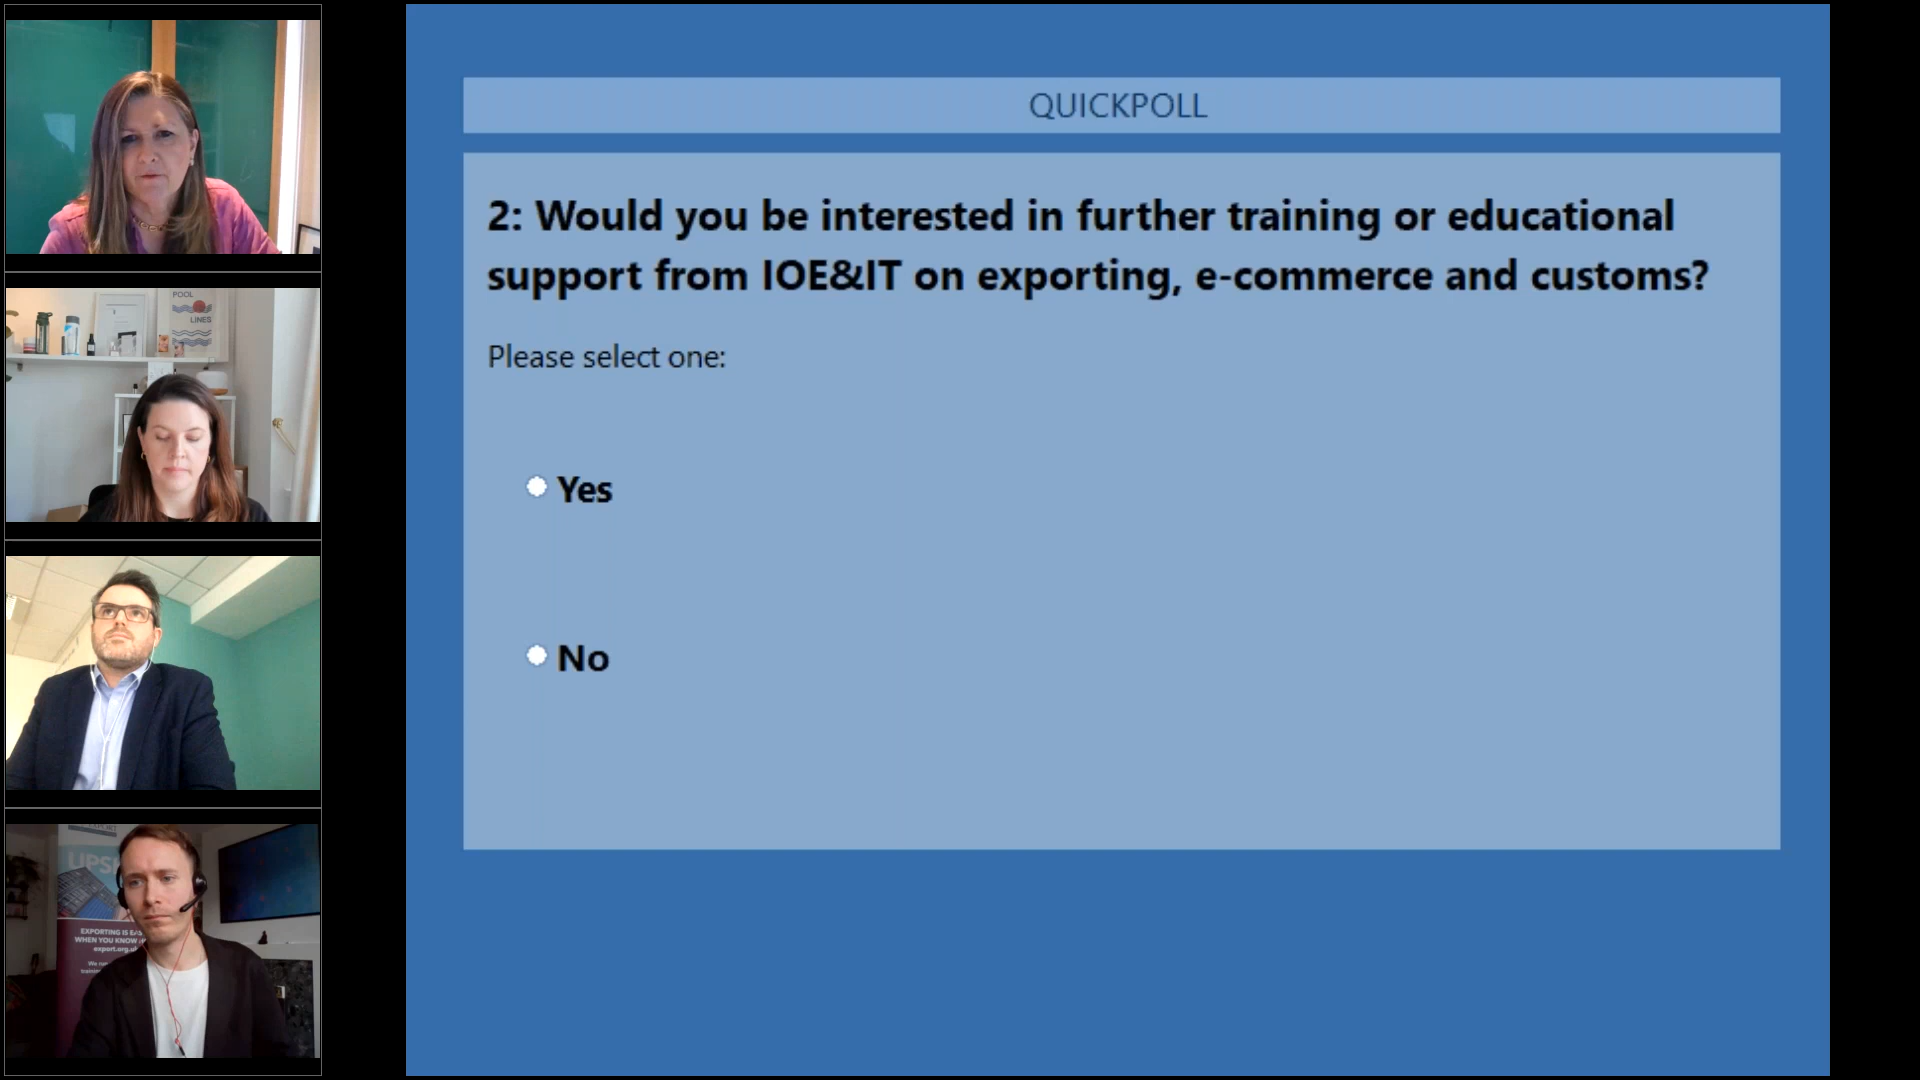 QUICKPOLL
2: Would you be interested in further training or educational
support from IOE&IT on exporting, e-commerce and customs?
Please select one:
Yes
No
POOL
LINES
EXPORTING IS
WHEN YOU KNOW